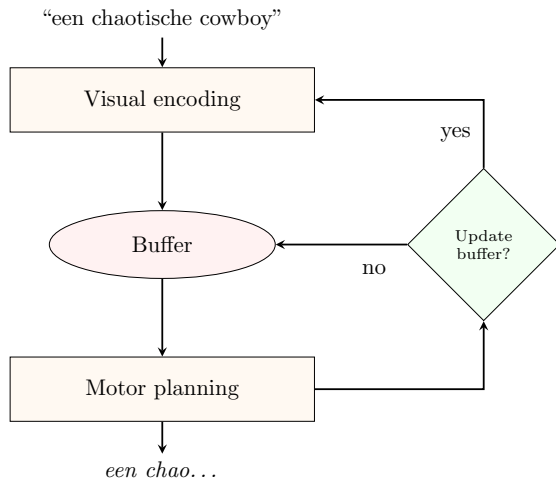 “een chaotische cowboy”
Visual encoding
yes
Update
buffer?
Buffer
no
Motor planning
een chao…